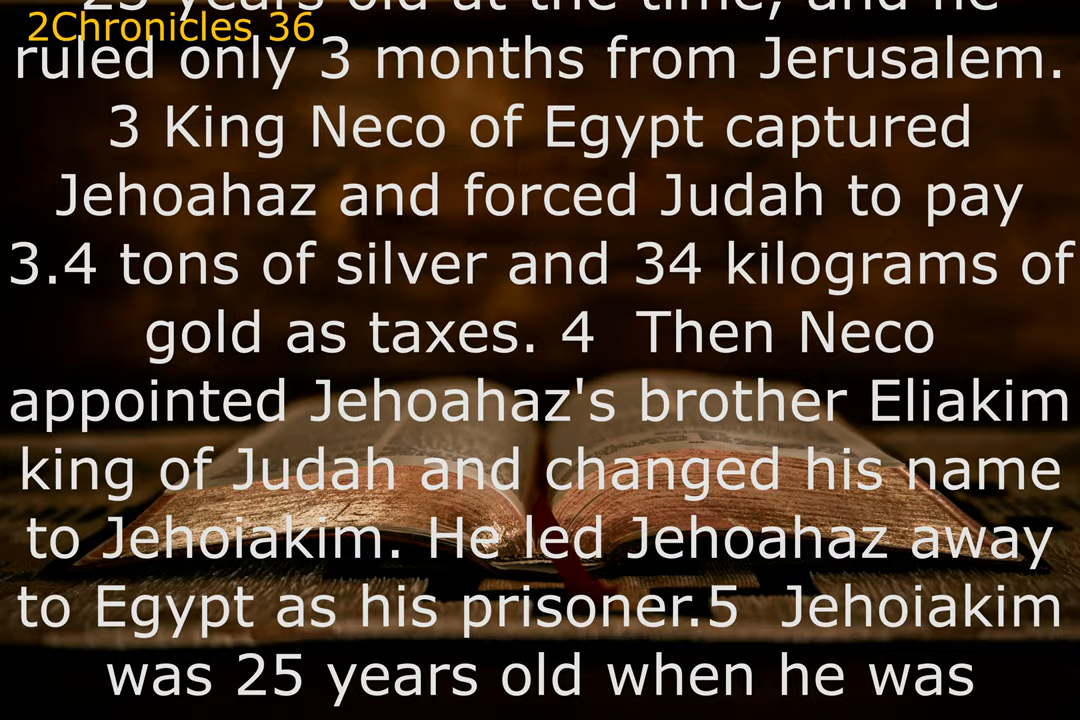 23 years old at the time, and he
2Chronicles 36
ruled only 3 months from Jerusalem.
3 King Neco of Egypt captured
Jehoahaz and forced Judah to pay
3.4 tons of silver and 34 kilograms of
gold as taxes. 4  Then Neco
appointed Jehoahaz's brother Eliakim
king of Judah and changed his name
to Jehoiakim. He led Jehoahaz away
to Egypt as his prisoner.5  Jehoiakim
was 25 years old when he was